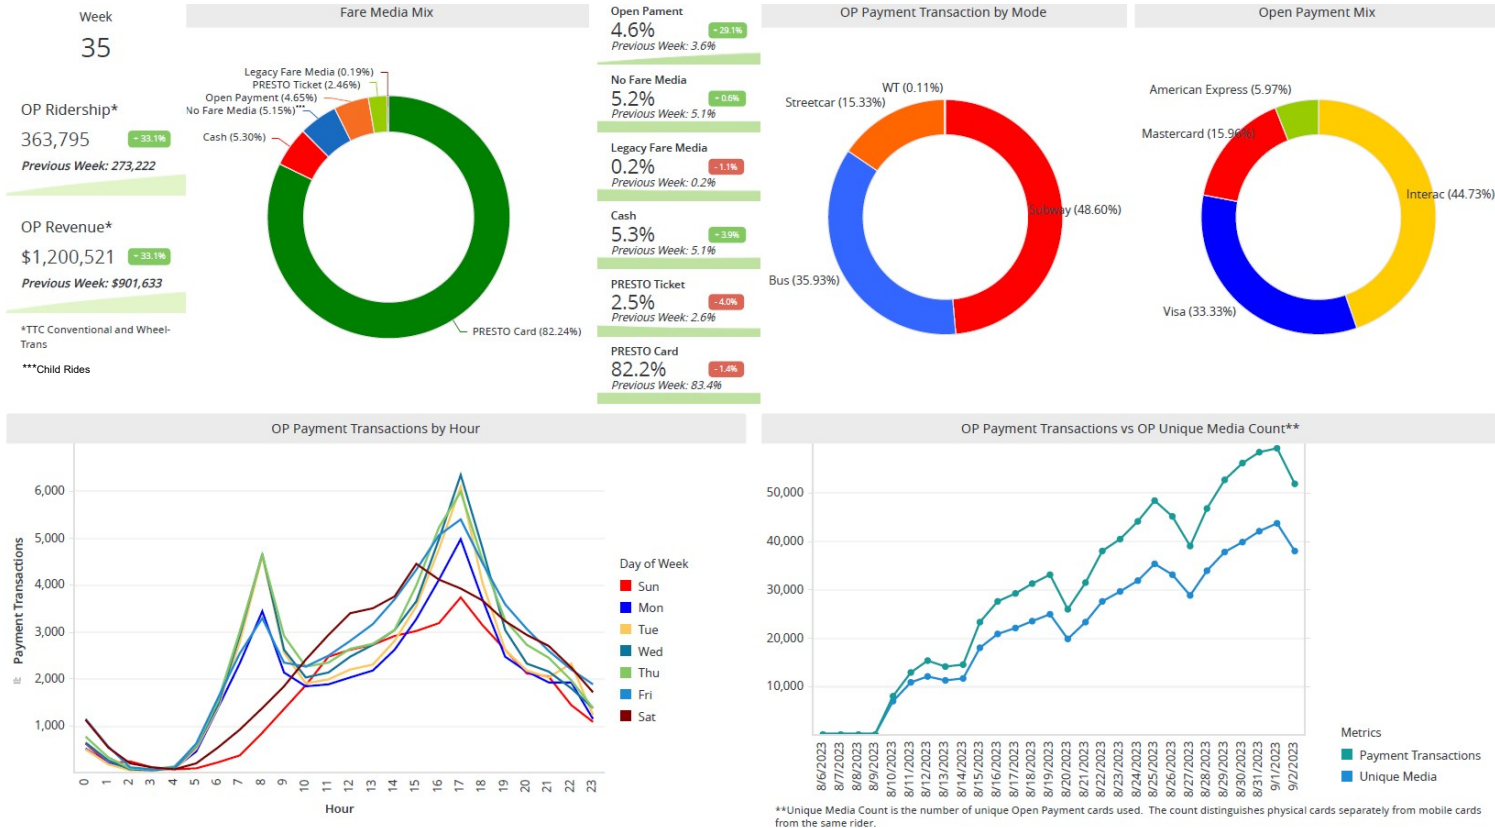 Week
35
OP Ridership*
363,795
33.1%
Previous Week: 273,222
OP Revenue*
$1,200,521
33.1%
Previous Week: $901,633
*TTC Conventional and Wheel-
Trans
***Child Rides
Fare Media Mix
Legacy Fare Media (0.19%)
PRESTO Ticket (2.46%)
Open Payment (4.65%)
No Fare Media (5.15%)***
Cash (5.30%)
PRESTO Card (82.24%)
Open Pament
4.6%
29.1%
Previous Week: 3.6%
No Fare Media
5.2%
0.6%
Previous Week: 5.1%
Legacy Fare Media
0.2%
- 1.1%
Previous Week: 0.2%
Cash
5.3%
3.9%
Previous Week: 5.1%
PRESTO Ticket
2.5%
- 4.0%
Previous Week: 2.6%
PRESTO Card
82.2%
- 1.4%
Previous Week: 83.4%
OP Payment Transaction by Mode
WT (0.11%)
Streetcar (15.33%)
Subway (48.60%)
Bus (35.93%)
Open Payment Mix
American Express (5.97%)
Mastercard (15.96%)
Interac (44.73%)
Visa (33.33%)
OP Payment Transactions by Hour
Payment Transactions
6,000
5,000
4,000
3,000
2,000
1,000
0 1 2 3 4 5 6 7 8 9 10 11 12 13 14 15 16 17 18 19 20 21 22 23
Hour
Day of Week
Sun
Mon
Tue
Wed
Thu
Fri
Sat
OP Payment Transactions vs OP Unique Media Count**
50,000
40,000
30,000
20,000
10,000
8/6/2023
8/7/2023
8/8/2023
8/9/2023
8/10/2023
8/11/2023
8/12/2023
8/13/2023
8/14/2023
8/15/2023
8/16/2023
8/17/2023
8/18/2023
8/19/2023
8/20/2023
8/21/2023
8/22/2023
8/23/2023
8/24/2023
8/25/2023
8/26/2023
8/27/2023
8/28/2023
8/29/2023
8/30/2023
8/31/2023
9/1/2023
9/2/2023
Metrics
Payment Transactions
Unique Media
**Unique Media Count is the number of unique Open Payment cards used. The count distinguishes physical cards separately from mobile cards
from the same rider.